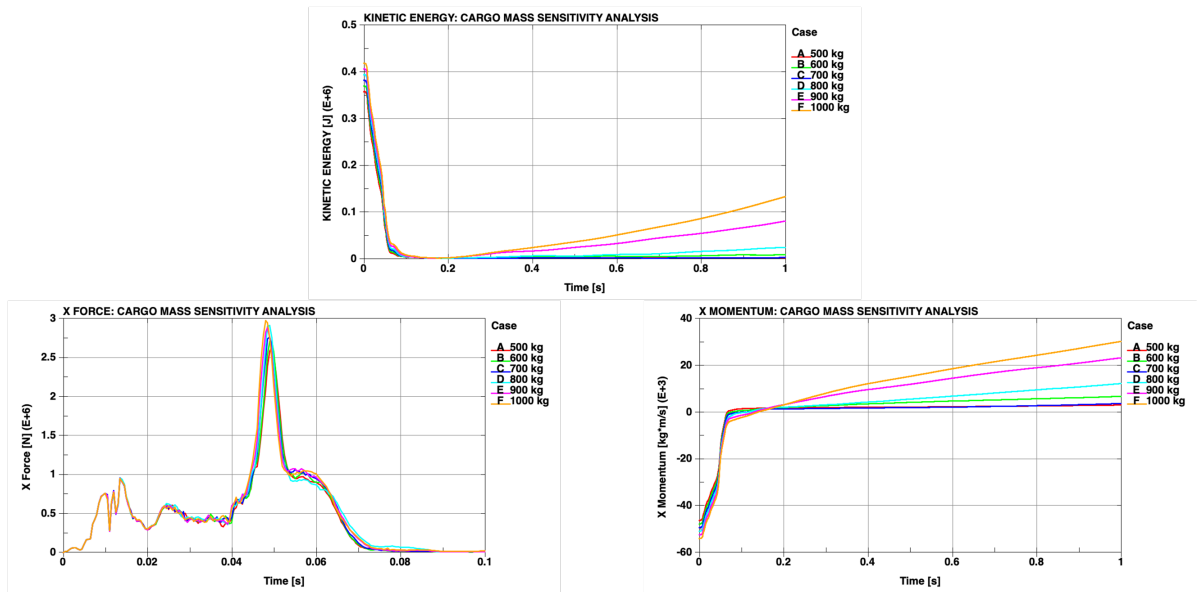 KINETIC ENERGY: CARGO MASS SENSITIVITY ANALYSIS
0.5
0.4
0.3
0.2
0.1
0
KINETIC ENERGY [J] (E+6)
0 0.2 0.4 0.6 0.8 1
Time [s]
Case
A 500 kg
B 600 kg
C 700 kg
D 800 kg
E 900 kg
F 1000 kg
X FORCE: CARGO MASS SENSITIVITY ANALYSIS
3
2.5
2
1.5
1
0.5
0
X Force [N] (E+6)
0 0.02 0.04 0.06 0.08 0.1
Time [s]
Case
A 500 kg
B 600 kg
C 700 kg
D 800 kg
E 900 kg
F 1000 kg
X MOMENTUM: CARGO MASS SENSITIVITY ANALYSIS
40
20
0
-20
-40
-60
X Momentum [kg*m/s] (E+3)
0 0.2 0.4 0.6 0.8 1
Time [s]
Case
A 500 kg
B 600 kg
C 700 kg
D 800 kg
E 900 kg
F 1000 kg